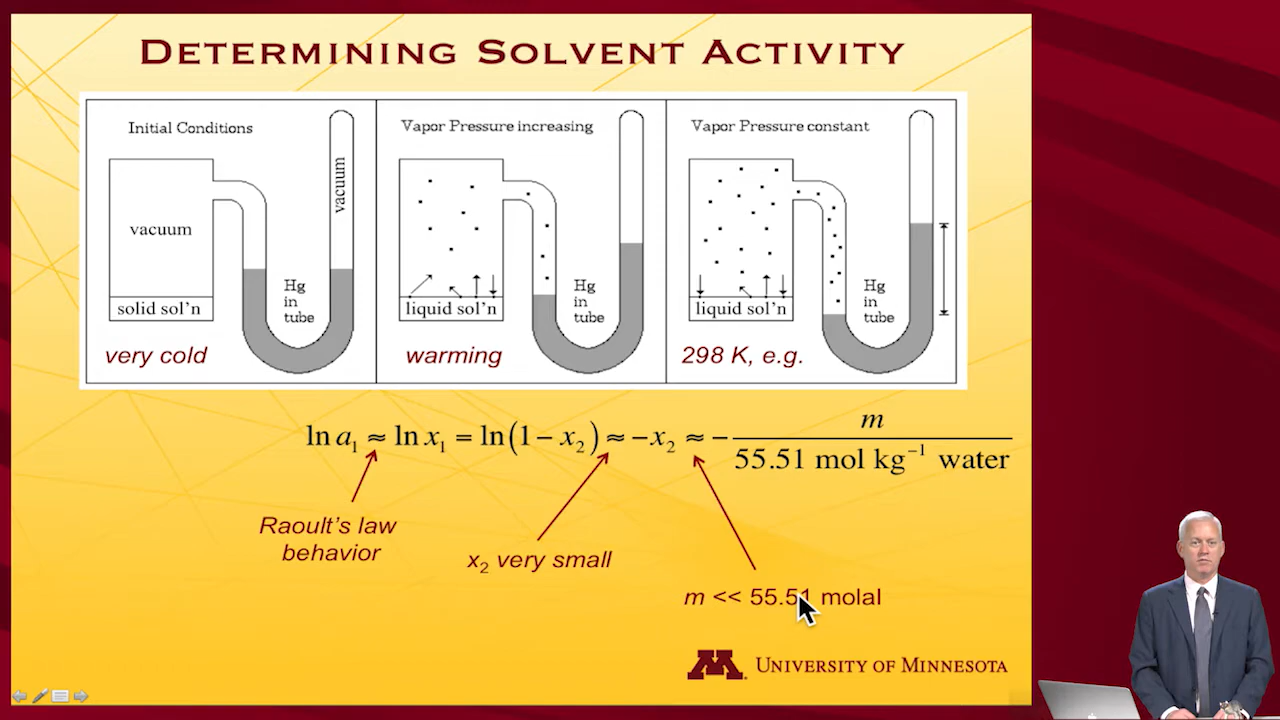 DETERMINING SOLVENT ACTIVITY
Initial Conditions
vacuum
vacuum
Hg
in
tube
solid sol'n
very cold
Vapor Pressure increasing
Hg
in
tube
liquid sol'n
warming
Vapor Pressure constant
Hg
in
tube
liquid sol'n
298 K, e.g.
ln a₁ ≈ ln x₁ = ln(1 − x₂) ≈ −x₂ ≈ − m / 55.51 mol kg⁻¹ water
Raoult's law
behavior
x₂ very small
m << 55.51 molal
M UNIVERSITY OF MINNESOTA